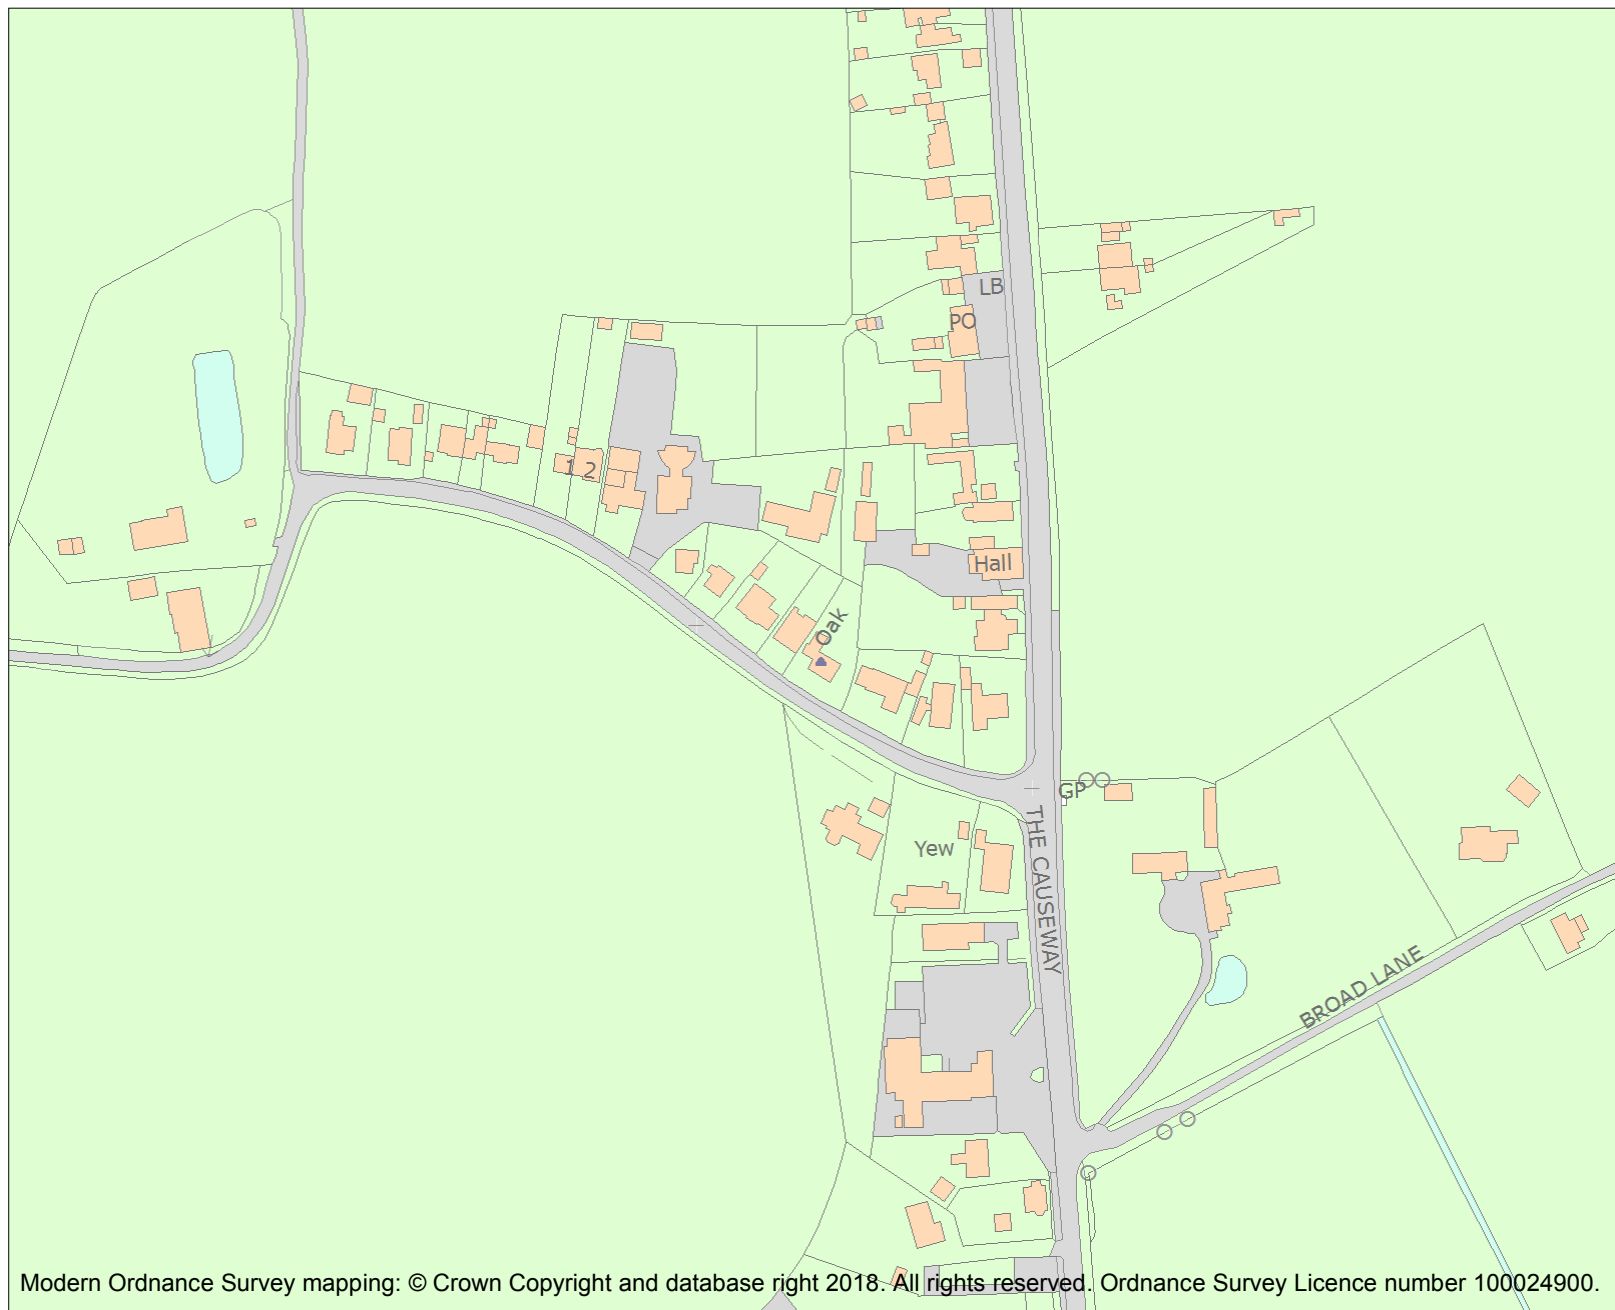 LB
PO
1 2
Hall
Oak
GP
THE CAUSEWAY
Yew
BROAD LANE
Modern Ordnance Survey mapping: © Crown Copyright and database right 2018. All rights reserved. Ordnance Survey Licence number 100024900.